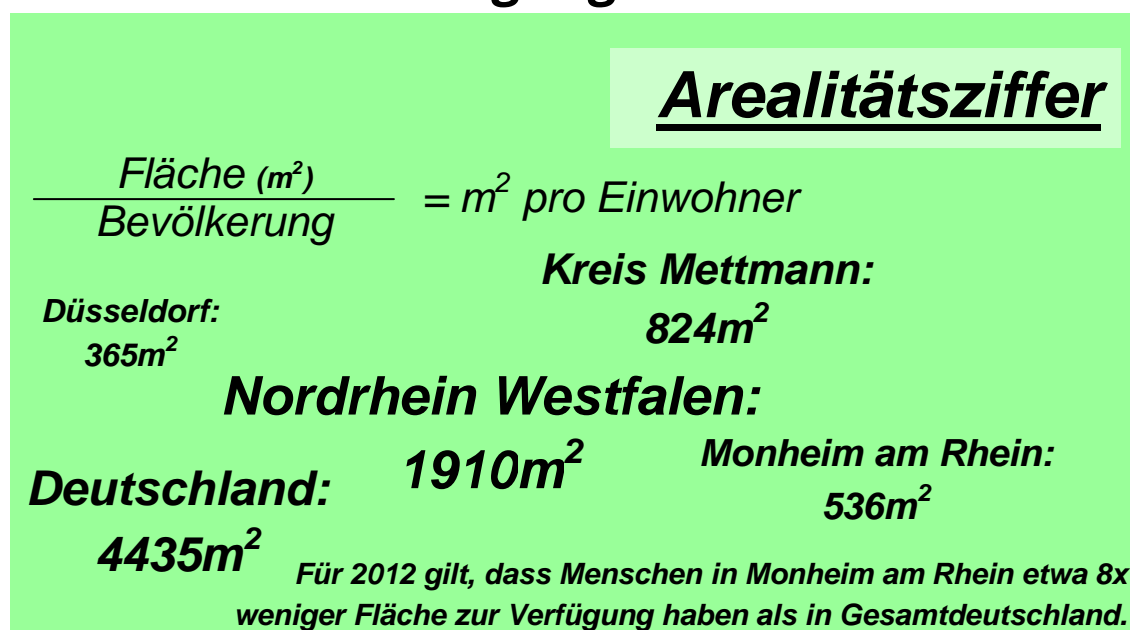 Arealitätsziffer
Fläche (m²)
Bevölkerung
= m² pro Einwohner
Kreis Mettmann:
824m²
Düsseldorf:
365m²
Nordrhein Westfalen:
1910m²
Monheim am Rhein:
536m²
Deutschland:
4435m²
Für 2012 gilt, dass Menschen in Monheim am Rhein etwa 8x
weniger Fläche zur Verfügung haben als in Gesamtdeutschland.